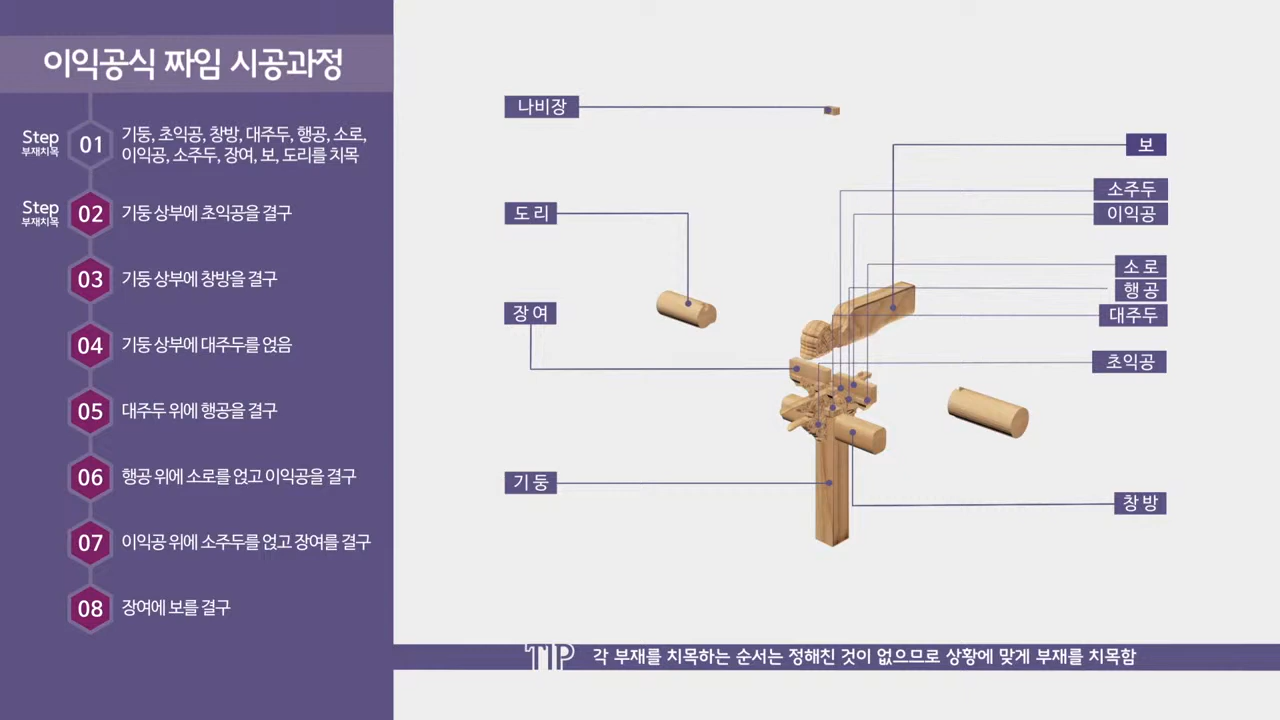 이익공식 짜임 시공과정
Step
부재치목
01
기둥, 초익공, 창방, 대주두, 행공, 소로,
이익공, 소주두, 장여, 보, 도리를 치목
Step
부재치목
02
기둥 상부에 초익공을 결구
03
기둥 상부에 창방을 결구
04
기둥 상부에 대주두를 얹음
05
대주두 위에 행공을 결구
06
행공 위에 소로를 얹고 이익공을 결구
07
이익공 위에 소주두를 얹고 장여를 결구
08
장여에 보를 결구
나비장
보
소주두
도리
이익공
소로
행공
장여
대주두
초익공
기둥
창방
TIP 각 부재를 치목하는 순서는 정해진 것이 없으므로 상황에 맞게 부재를 치목함